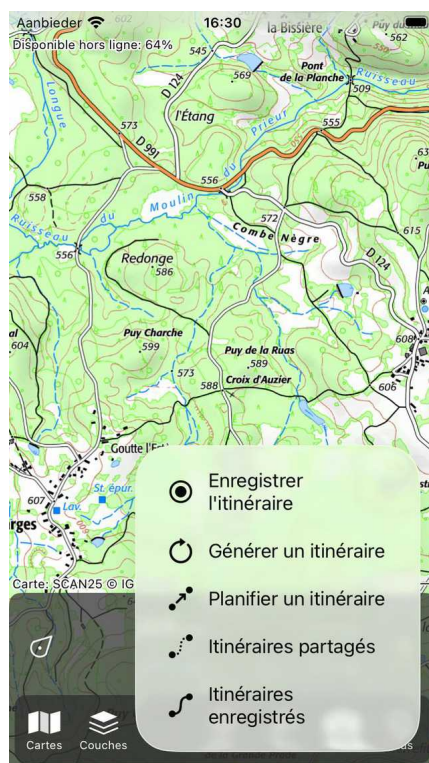 Aanbieder 16:30
Disponible hors ligne: 64%
la Bissière
562
545
Pont
de la Planche
569
509
Ruisseau
D 124
Longue
l'Étang
Prieur
555
573
D 991
du
556
Moulin
558
du
Ruisseau
572
Combe Nègre
615
556
D 124
Redonge
586
Puy Charche
599
604
Puy de la Ruas
589
608
573
588
Croix d'Auzier
606
Goutte
St. épur.
607
Lav.
rges
600
Carte: SCAN25 © IG
Enregistrer
l'itinéraire
Générer un itinéraire
Planifier un itinéraire
Itinéraires partagés
Itinéraires
enregistrés
Cartes
Couches